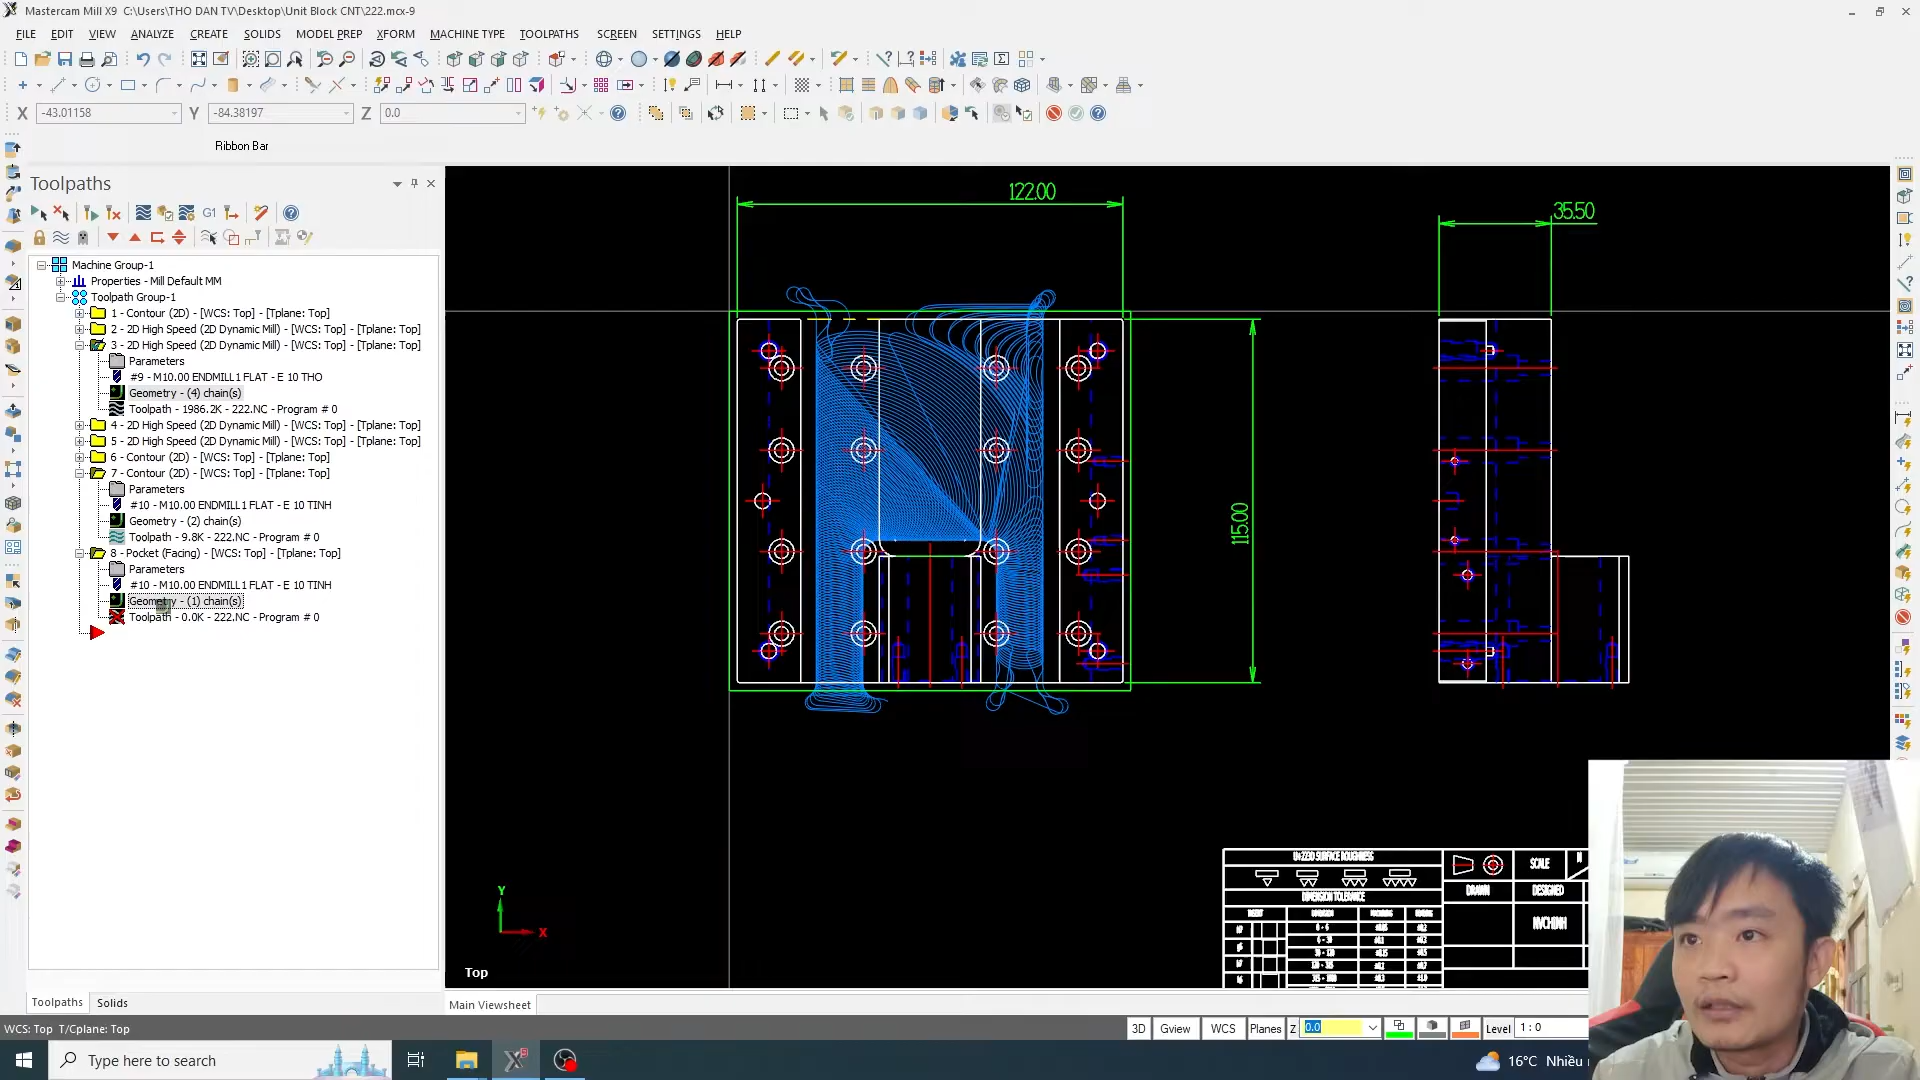 Mastercam Mill X9 C:\Users\THO DAN TV\Desktop\Unit Block CNT\222.mcx-9
FILE EDIT VIEW ANALYZE CREATE SOLIDS MODEL PREP XFORM MACHINE TYPE TOOLPATHS SCREEN SETTINGS HELP
X -43.01158 Y -84.38197 Z 0.0
Ribbon Bar
Toolpaths
G1
Machine Group-1
Properties - Mill Default MM
Toolpath Group-1
1 - Contour (2D) - [WCS: Top] - [Tplane: Top]
2 - 2D High Speed (2D Dynamic Mill) - [WCS: Top] - [Tplane: Top]
3 - 2D High Speed (2D Dynamic Mill) - [WCS: Top] - [Tplane: Top]
Parameters
#9 - M10.00 ENDMILL1 FLAT - E 10 THO
Geometry - (4) chain(s)
Toolpath - 1986.2K - 222.NC - Program # 0
4 - 2D High Speed (2D Dynamic Mill) - [WCS: Top] - [Tplane: Top]
5 - 2D High Speed (2D Dynamic Mill) - [WCS: Top] - [Tplane: Top]
6 - Contour (2D) - [WCS: Top] - [Tplane: Top]
7 - Contour (2D) - [WCS: Top] - [Tplane: Top]
Parameters
#10 - M10.00 ENDMILL1 FLAT - E 10 TINH
Geometry - (2) chain(s)
Toolpath - 9.8K - 222.NC - Program # 0
8 - Pocket (Facing) - [WCS: Top] - [Tplane: Top]
Parameters
#10 - M10.00 ENDMILL1 FLAT - E 10 TINH
Geometry - (1) chain(s)
Toolpath - 0.0K - 222.NC - Program # 0
122.00
35.50
115.00
SURFACE ROUGHNESS
DIMENSION TOLERANCE
SCALE
DRAWN DESIGNED
NVCHINH
Y
X
Top
Toolpaths Solids
Main Viewsheet
WCS: Top T/Cplane: Top
3D Gview WCS Planes Z 0.0 Level 1 : 0
Type here to search
16°C Nhiều